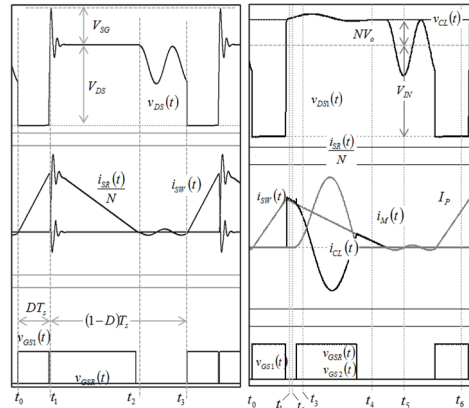 V_SG
V_DS
v_DS(t)
i_SR(t)
N
i_SW(t)
DT_s
(1-D)T_s
v_GS1
v_GSR(t)
t_0
t_1
t_2
t_3
v_CL(t)
NV_o
V_IN
v_DS1(t)
i_SR(t)
N
i_SW(t)
I_P
i_M(t)
i_CL(t)
v_GS1
v_GSR(t)
v_GS2(t)
t_0
t_3
t_4
t_5
t_6